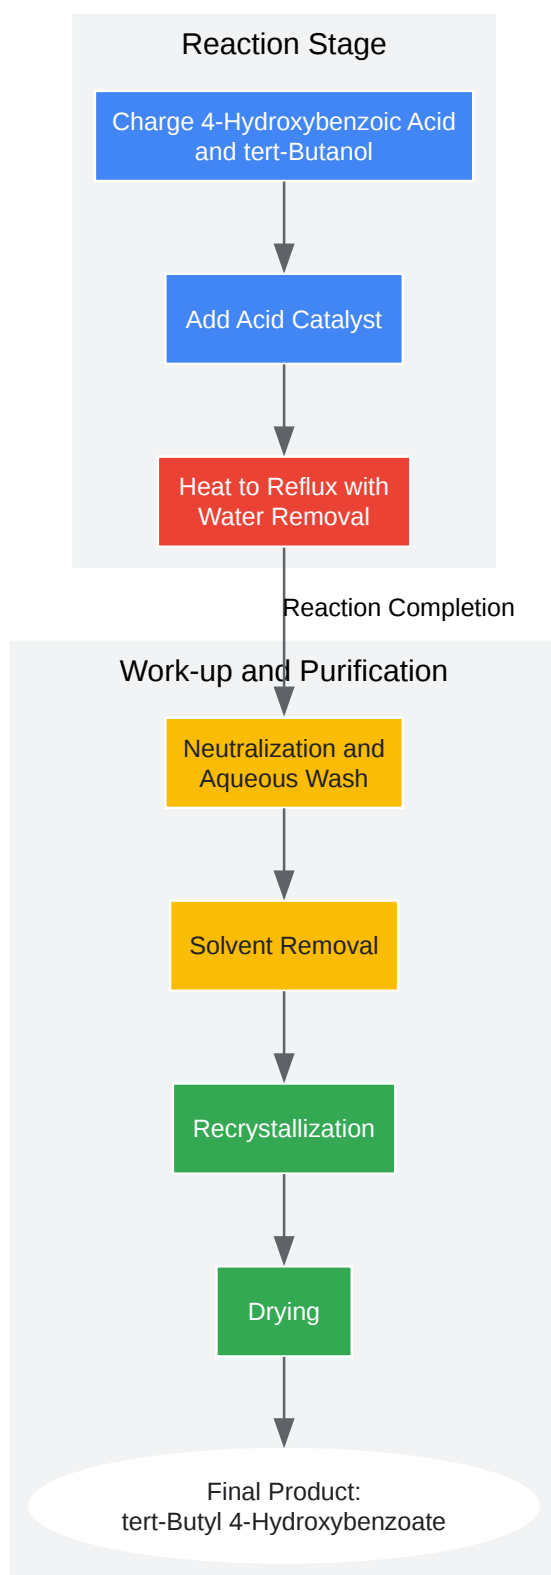 Reaction Stage
Charge 4-Hydroxybenzoic Acid
and tert-Butanol
Add Acid Catalyst
Heat to Reflux with
Water Removal
Reaction Completion
Work-up and Purification
Neutralization and
Aqueous Wash
Solvent Removal
Recrystallization
Drying
Final Product:
tert-Butyl 4-Hydroxybenzoate